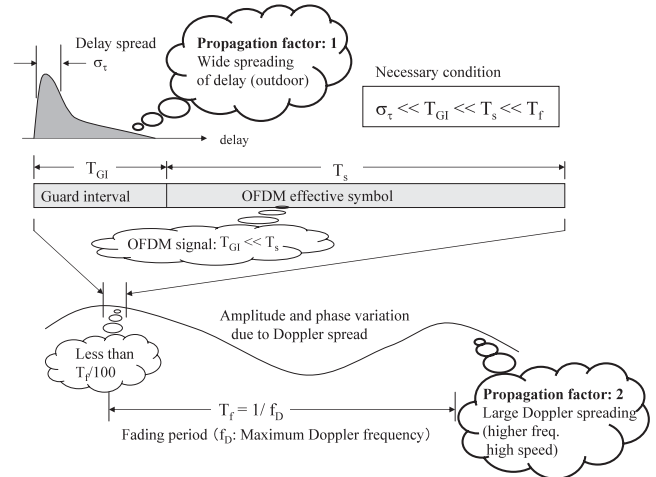 Delay spread
στ
Propagation factor: 1
Wide spreading
of delay (outdoor)
Necessary condition
στ << TGI << Ts << Tf
delay
TGI
Ts
Guard interval
OFDM effective symbol
OFDM signal: TGI << Ts
Amplitude and phase variation
due to Doppler spread
Less than
Tf/100
Tf = 1/ fD
Fading period (fD: Maximum Doppler frequency)
Propagation factor: 2
Large Doppler spreading
(higher freq.
high speed)